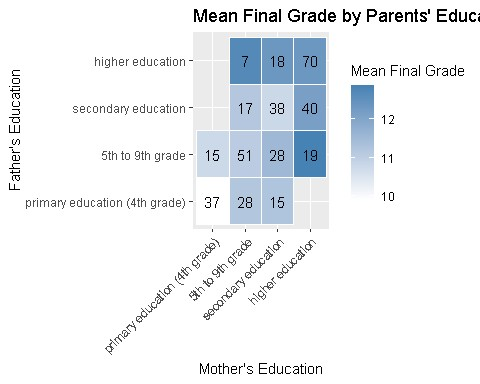 Mean Final Grade by Parents' Educa
higher education
7 18 70
secondary education
17 38 40
5th to 9th grade
15 51 28 19
primary education (4th grade)
37 28 15
Father's Education
primary education (4th grade)
5th to 9th grade
secondary education
higher education
Mother's Education
Mean Final Grade
12
11
10